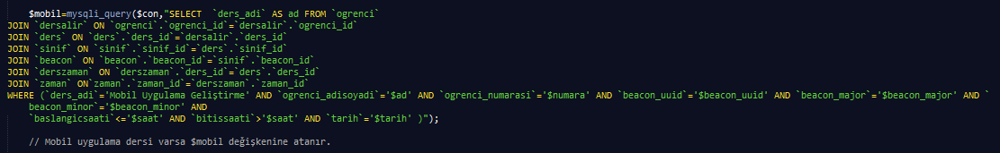 $mobil=mysqli_query($con,"SELECT  `ders_adi` AS ad FROM `ogrenci`
JOIN `dersalir` ON `ogrenci`.`ogrenci_id`=`dersalir`.`ogrenci_id`
JOIN `ders` ON `ders`.`ders_id`=`dersalir`.`ders_id`
JOIN `sinif` ON `sinif`.`sinif_id`=`ders`.`sinif_id`
JOIN `beacon` ON `beacon`.`beacon_id`=`sinif`.`beacon_id`
JOIN `derszaman` ON `derszaman`.`ders_id`=`ders`.`ders_id`
JOIN `zaman` ON`zaman`.`zaman_id`=`derszaman`.`zaman_id`
WHERE (`ders_adi`='Mobil Uygulama Geliştirme' AND `ogrenci_adisoyadi`='$ad' AND `ogrenci_numarasi`='$numara' AND `beacon_uuid`='$beacon_uuid' AND `beacon_major`='$beacon_major' AND `
beacon_minor`='$beacon_minor' AND
`baslangicsaati`<='$saat' AND `bitissaati`>'$saat' AND `tarih`='$tarih' )");
// Mobil uygulama dersi varsa $mobil değişkenine atanır.